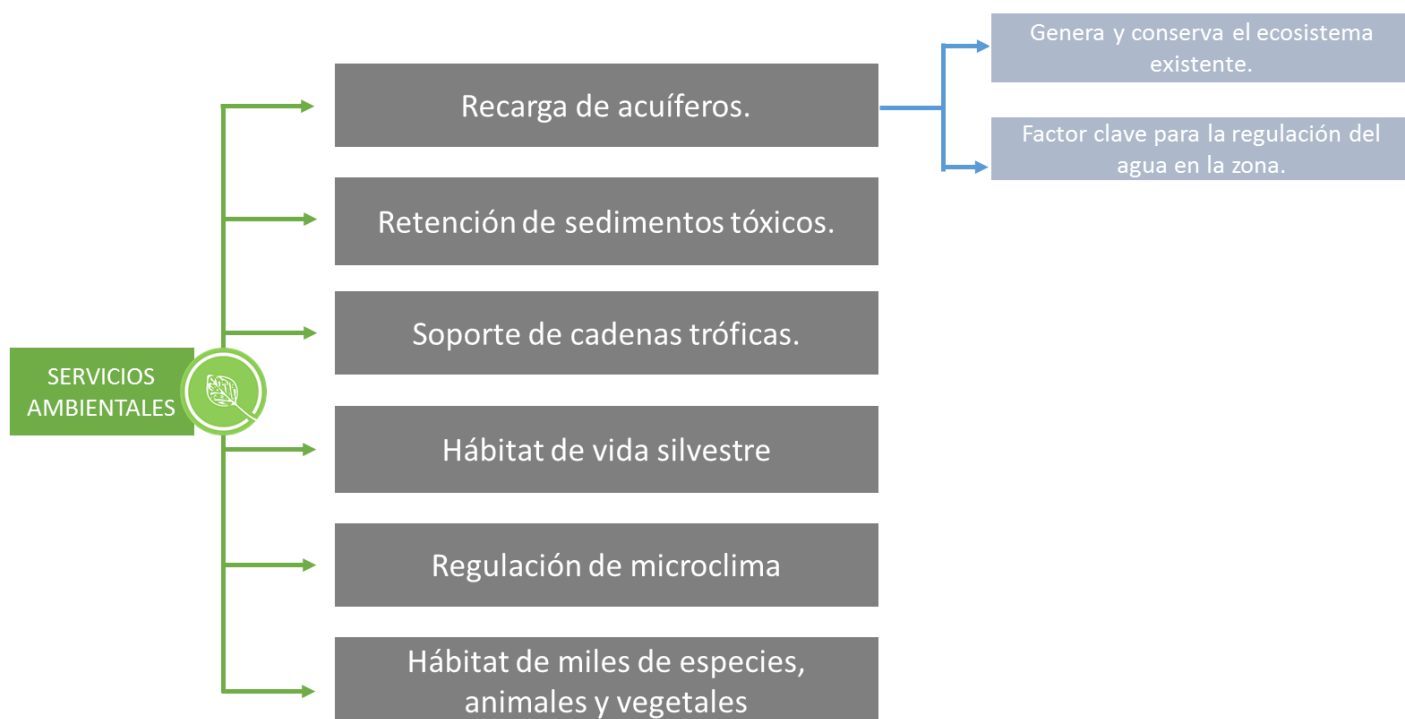 SERVICIOS
AMBIENTALES
Recarga de acuíferos.
Genera y conserva el ecosistema
existente.
Factor clave para la regulación del
agua en la zona.
Retención de sedimentos tóxicos.
Soporte de cadenas tróficas.
Hábitat de vida silvestre
Regulación de microclima
Hábitat de miles de especies,
animales y vegetales